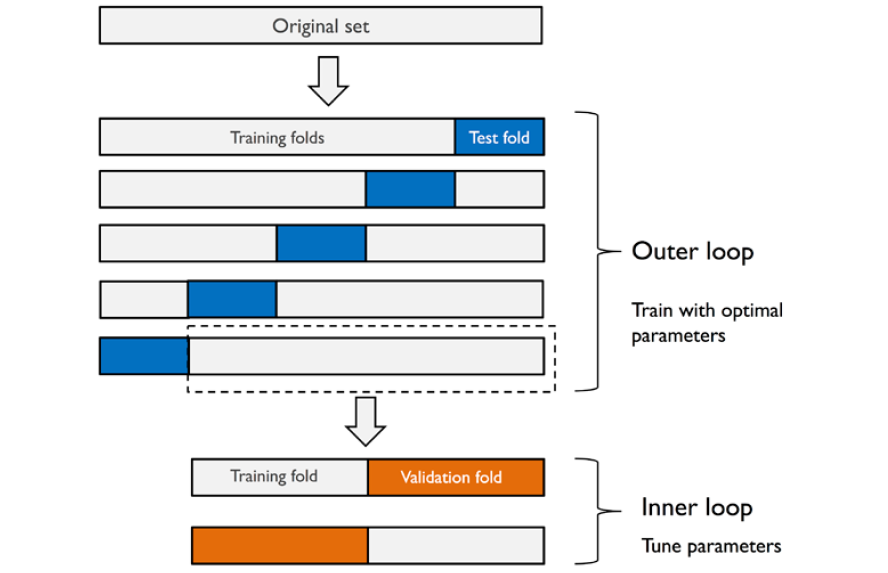 Original set
Training folds
Test fold
Outer loop
Train with optimal
parameters
Training fold
Validation fold
Inner loop
Tune parameters